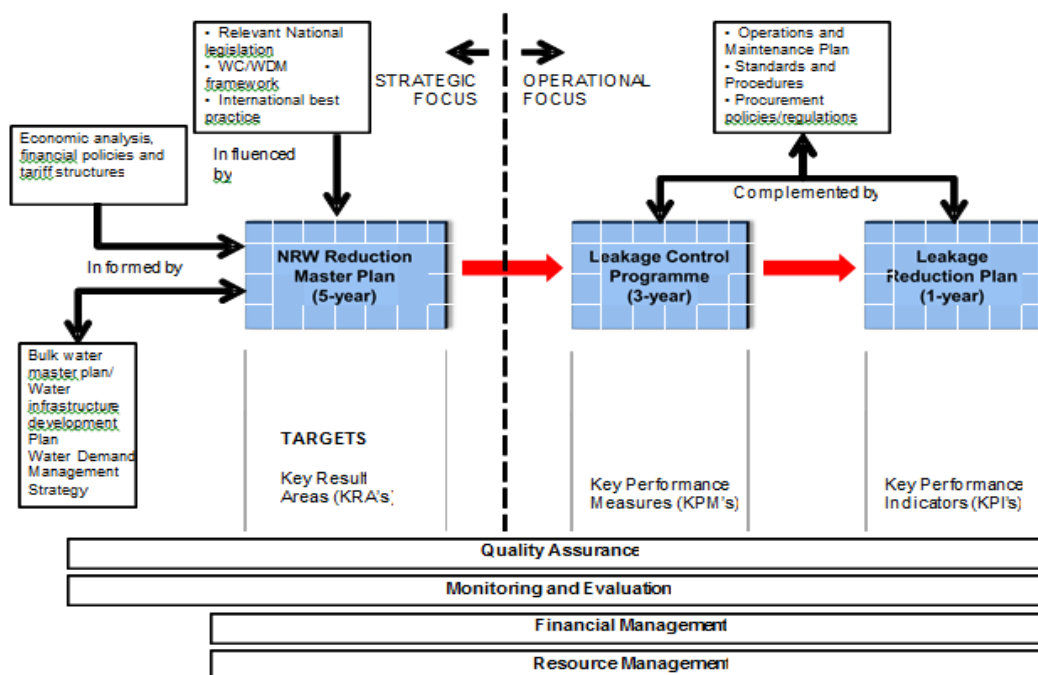 ▪ Relevant National
legislation
▪ WC/WDM
framework
▪ International best
practice
STRATEGIC
FOCUS
OPERATIONAL
FOCUS
▪ Operations and
Maintenance Plan
▪ Standards and
Procedures
▪ Procurement
policies/regulations
Economic analysis,
financial policies and
tariff structures
Influenced
by
Complemented by
Informed by
NRW Reduction
Master Plan
(5-year)
Leakage Control
Programme
(3-year)
Leakage
Reduction Plan
(1-year)
Bulk water
master plan/
Water
infrastructure
development
Plan
Water Demand
Management
Strategy
TARGETS
Key Result
Areas (KRA's)
Key Performance
Measures (KPM's)
Key Performance
Indicators (KPI's)
Quality Assurance
Monitoring and Evaluation
Financial Management
Resource Management